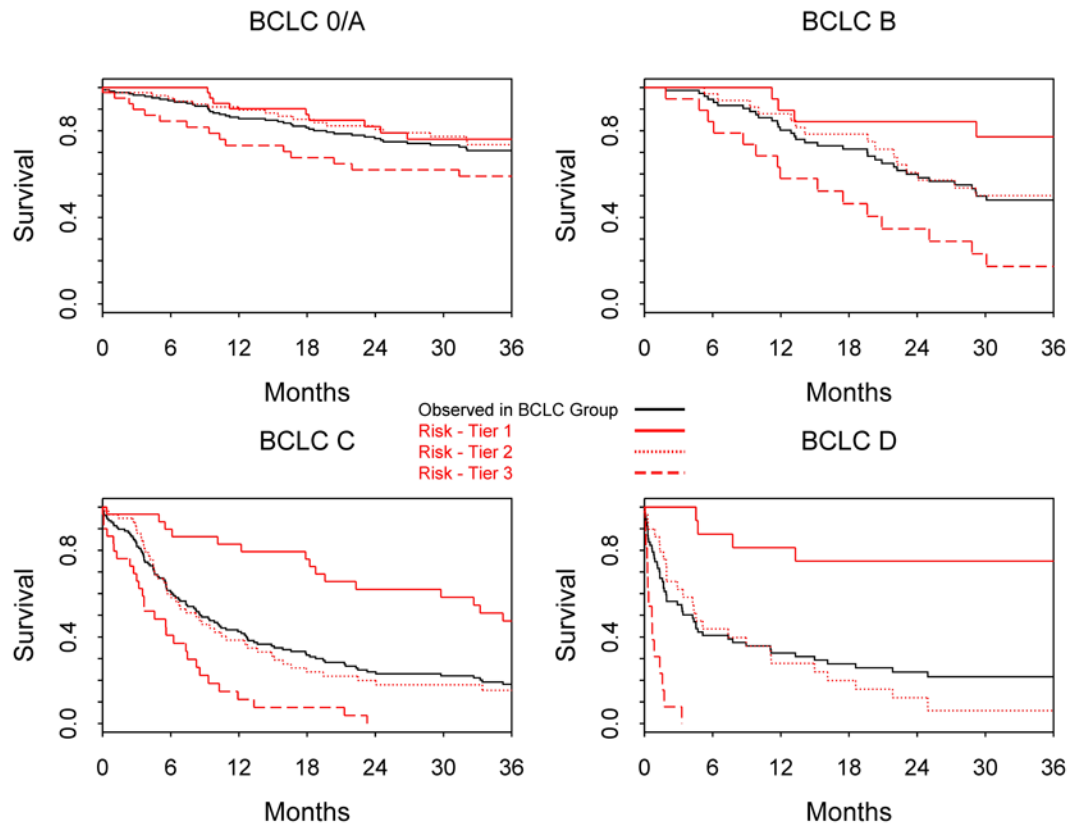 BCLC 0/A
Survival
0.0 0.4 0.8
0 6 12 18 24 30 36
Months
BCLC B
Survival
0.0 0.4 0.8
0 6 12 18 24 30 36
Months
Observed in BCLC Group
Risk - Tier 1
Risk - Tier 2
Risk - Tier 3
BCLC C
Survival
0.0 0.4 0.8
0 6 12 18 24 30 36
Months
BCLC D
Survival
0.0 0.4 0.8
0 6 12 18 24 30 36
Months